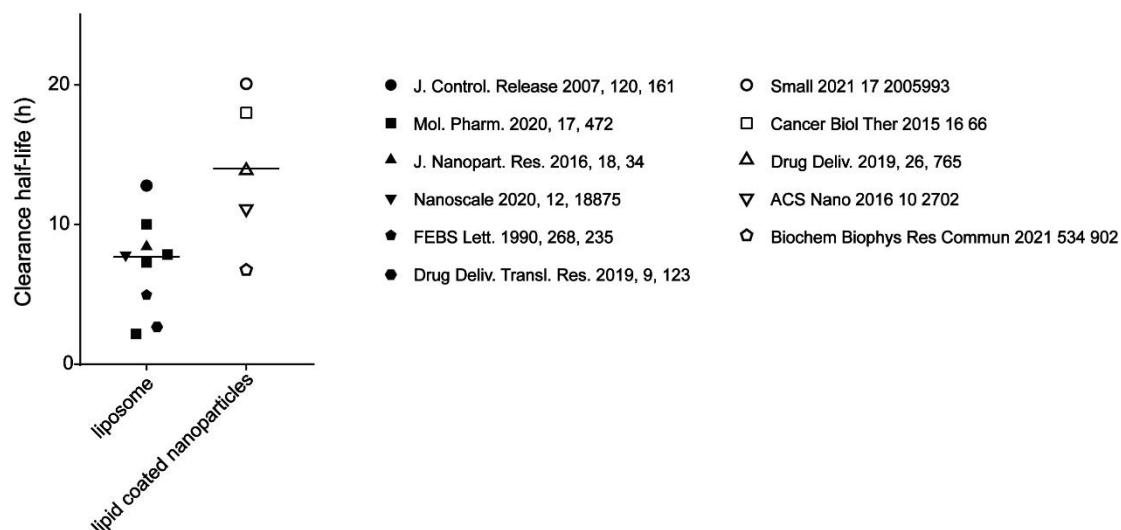 Clearance half-life (h)
20
10
0
liposome
lipid coated nanoparticles
J. Control. Release 2007, 120, 161
Mol. Pharm. 2020, 17, 472
J. Nanopart. Res. 2016, 18, 34
Nanoscale 2020, 12, 18875
FEBS Lett. 1990, 268, 235
Drug Deliv. Transl. Res. 2019, 9, 123
Small 2021 17 2005993
Cancer Biol Ther 2015 16 66
Drug Deliv. 2019, 26, 765
ACS Nano 2016 10 2702
Biochem Biophys Res Commun 2021 534 902